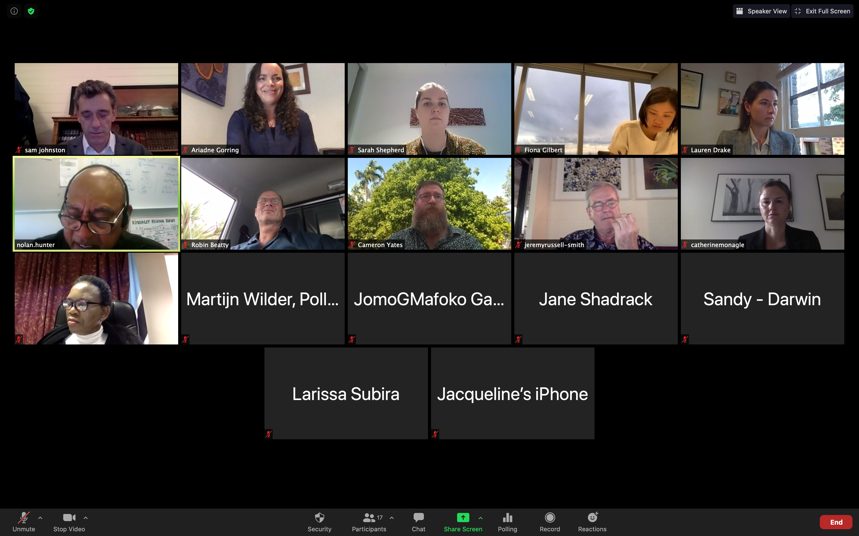 Speaker View
Exit Full Screen
sam johnston
Ariadne Gorring
Sarah Shepherd
Fiona Gilbert
Lauren Drake
nolan.hunter
Robin Beatty
Cameron Yates
jeremyrussell-smith
catherinemonagle
Martijn Wilder, Poll...
JomoGMafoko Ga...
Jane Shadrack
Sandy - Darwin
Larissa Subira
Jacqueline’s iPhone
Unmute
Stop Video
Security
Participants
17
Chat
Share Screen
Polling
Record
Reactions
End